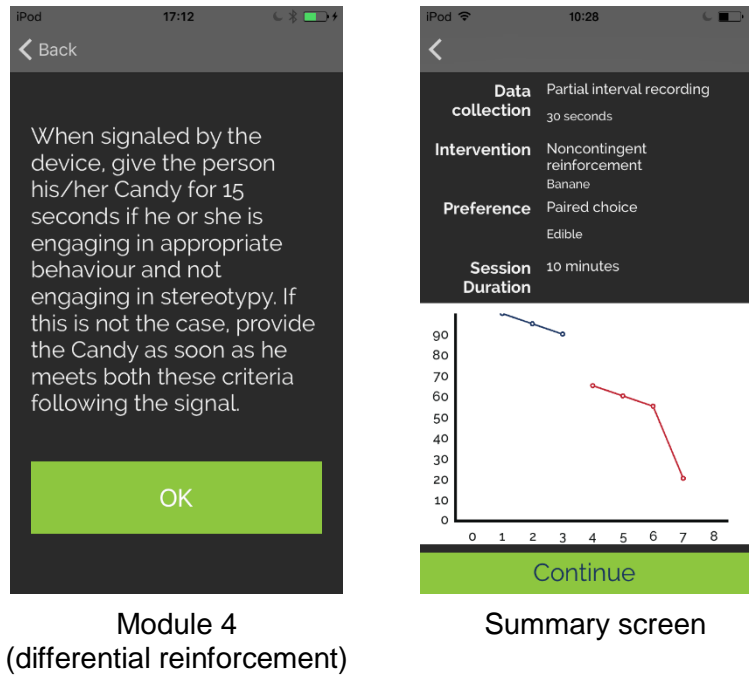 iPod 17:12
Back
When signaled by the
device, give the person
his/her Candy for 15
seconds if he or she is
engaging in appropriate
behaviour and not
engaging in stereotypy. If
this is not the case, provide
the Candy as soon as he
meets both these criteria
following the signal.
OK
Module 4
(differential reinforcement)
iPod 10:28
Data Partial interval recording
collection 30 seconds
Intervention Noncontingent
reinforcement
Banane
Preference Paired choice
Edible
Session 10 minutes
Duration
90
80
70
60
50
40
30
20
10
0
0 1 2 3 4 5 6 7 8
Continue
Summary screen